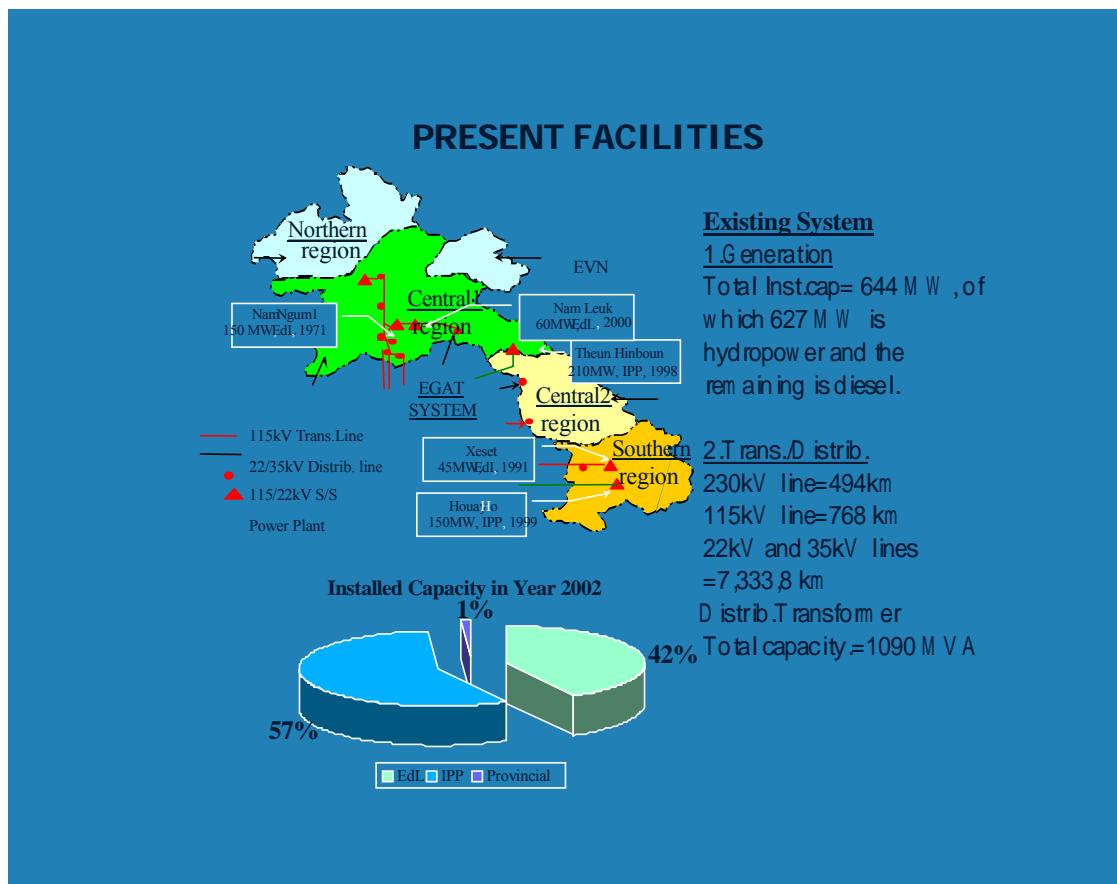 PRESENT FACILITIES
Northern
region
EVN
Central1
region
NamNgum1
150 MW,EdL, 1971
Nam Leuk
60MW,EdL, 2000
Theun Hinboun
210MW, IPP, 1998
EGAT
SYSTEM
Central2
region
Xeset
45MW,EdL, 1991
Southern
region
Houay Ho
150MW, IPP, 1999
115kV Trans.Line
22/35kV Distrib. line
115/22kV S/S
Power Plant
Existing System
1.Generation
Total Inst.cap= 644 MW, of
which 627 MW is
hydropower and the
remaining is diesel.
2.Trans./Distrib.
230kV line=494km
115kV line=768 km
22kV and 35kV lines
=7,333,8 km
Distrib.Transformer
Total capacity.=1090 MVA
Installed Capacity in Year 2002
1%
42%
57%
EdL IPP Provincial